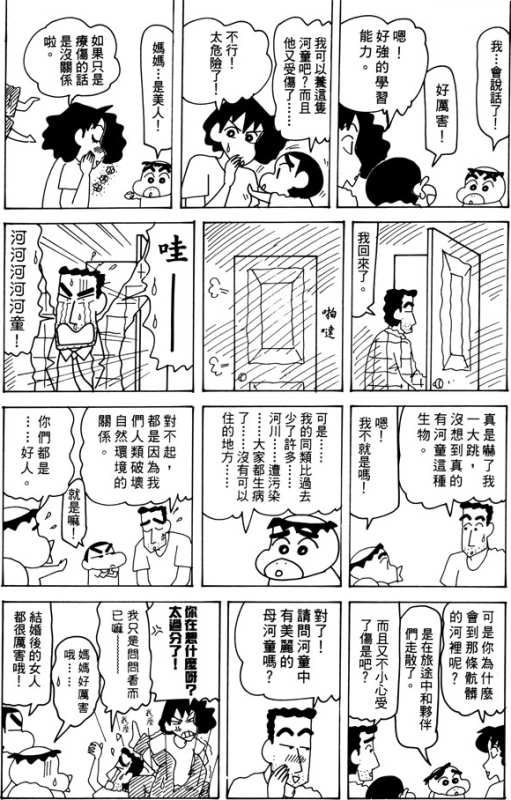 我…會說話了！
好厲害！
嗯！
好強的學習
能力。
我可以養這隻
河童吧？而且
他又受傷了……
不行！
太危險了！
媽媽…是美人！
如果只是
療傷的話
是沒關係
啦。
我回來了。
啪
噠
哇——
河河河河河童！
真是嚇了我
一大跳，
沒想到真的
有河童這種
生物。
嗯！
我不就是嗎！
可是……
我的同類比過去
少了許多……
河川……遭污染
……大家都生病
了……沒有可以
住的地方……
對不起，
都是因為我
們人類破壞
自然環境的
關係。
就是嘛！
你們都是
……好人。
可是你為什麼
會到那條骯髒
的河裡呢？
是在旅途中和夥伴
們走散了。
而且又不小心受
了傷是吧？
對了！
請問河童中
有美麗的
母河童嗎？
你在想什麼呀？
太過分了！
我只是問問看而
已嘛……
媽媽好厲害
哦……
結婚後的女人
都很厲害哦！